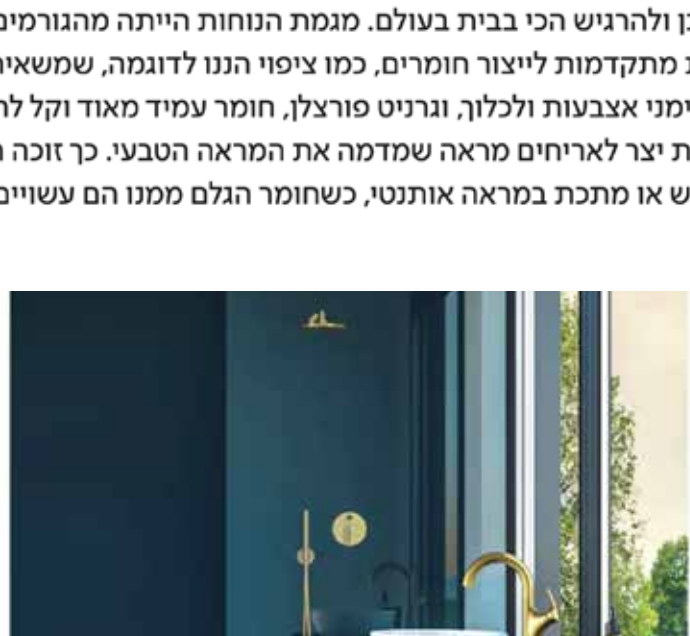 ולהרגיש הכי בבית בעולם. מגמת הנוחות הייתה מהגורמים
מתקדמות לייצור חומרים, כמו ציפוי הננו לדוגמה, שמשאיר
ימני אצבעות ולכלוך, וגרניט פורצלן, חומר עמיד מאוד וקל
ת יצר לאריחים מראה שמדמה את המראה הטבעי. כך זוכה
ש או מתכת במראה אותנטי, כשחומר הגלם ממנו הם עשויים